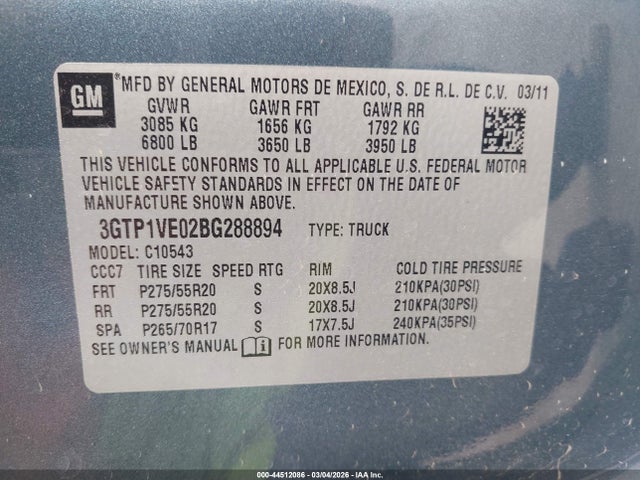 GM
MFD BY GENERAL MOTORS DE MEXICO, S. DE R.L. DE C.V. 03/11
GVWR GAWR FRT GAWR RR
3085 KG 1656 KG 1792 KG
6800 LB 3650 LB 3950 LB
THIS VEHICLE CONFORMS TO ALL APPLICABLE U.S. FEDERAL MOTOR
VEHICLE SAFETY STANDARDS IN EFFECT ON THE DATE OF
MANUFACTURE SHOWN ABOVE.
3GTP1VE02BG288894 TYPE: TRUCK
MODEL: C10543
CCC7 TIRE SIZE SPEED RTG RIM COLD TIRE PRESSURE
FRT P275/55R20 S 20X8.5J 210KPA(30PSI)
RR P275/55R20 S 20X8.5J 210KPA(30PSI)
SPA P265/70R17 S 17X7.5J 240KPA(35PSI)
SEE OWNER'S MANUAL FOR MORE INFORMATION.
000-44512086 - 03/04/2026 - IAA Inc.